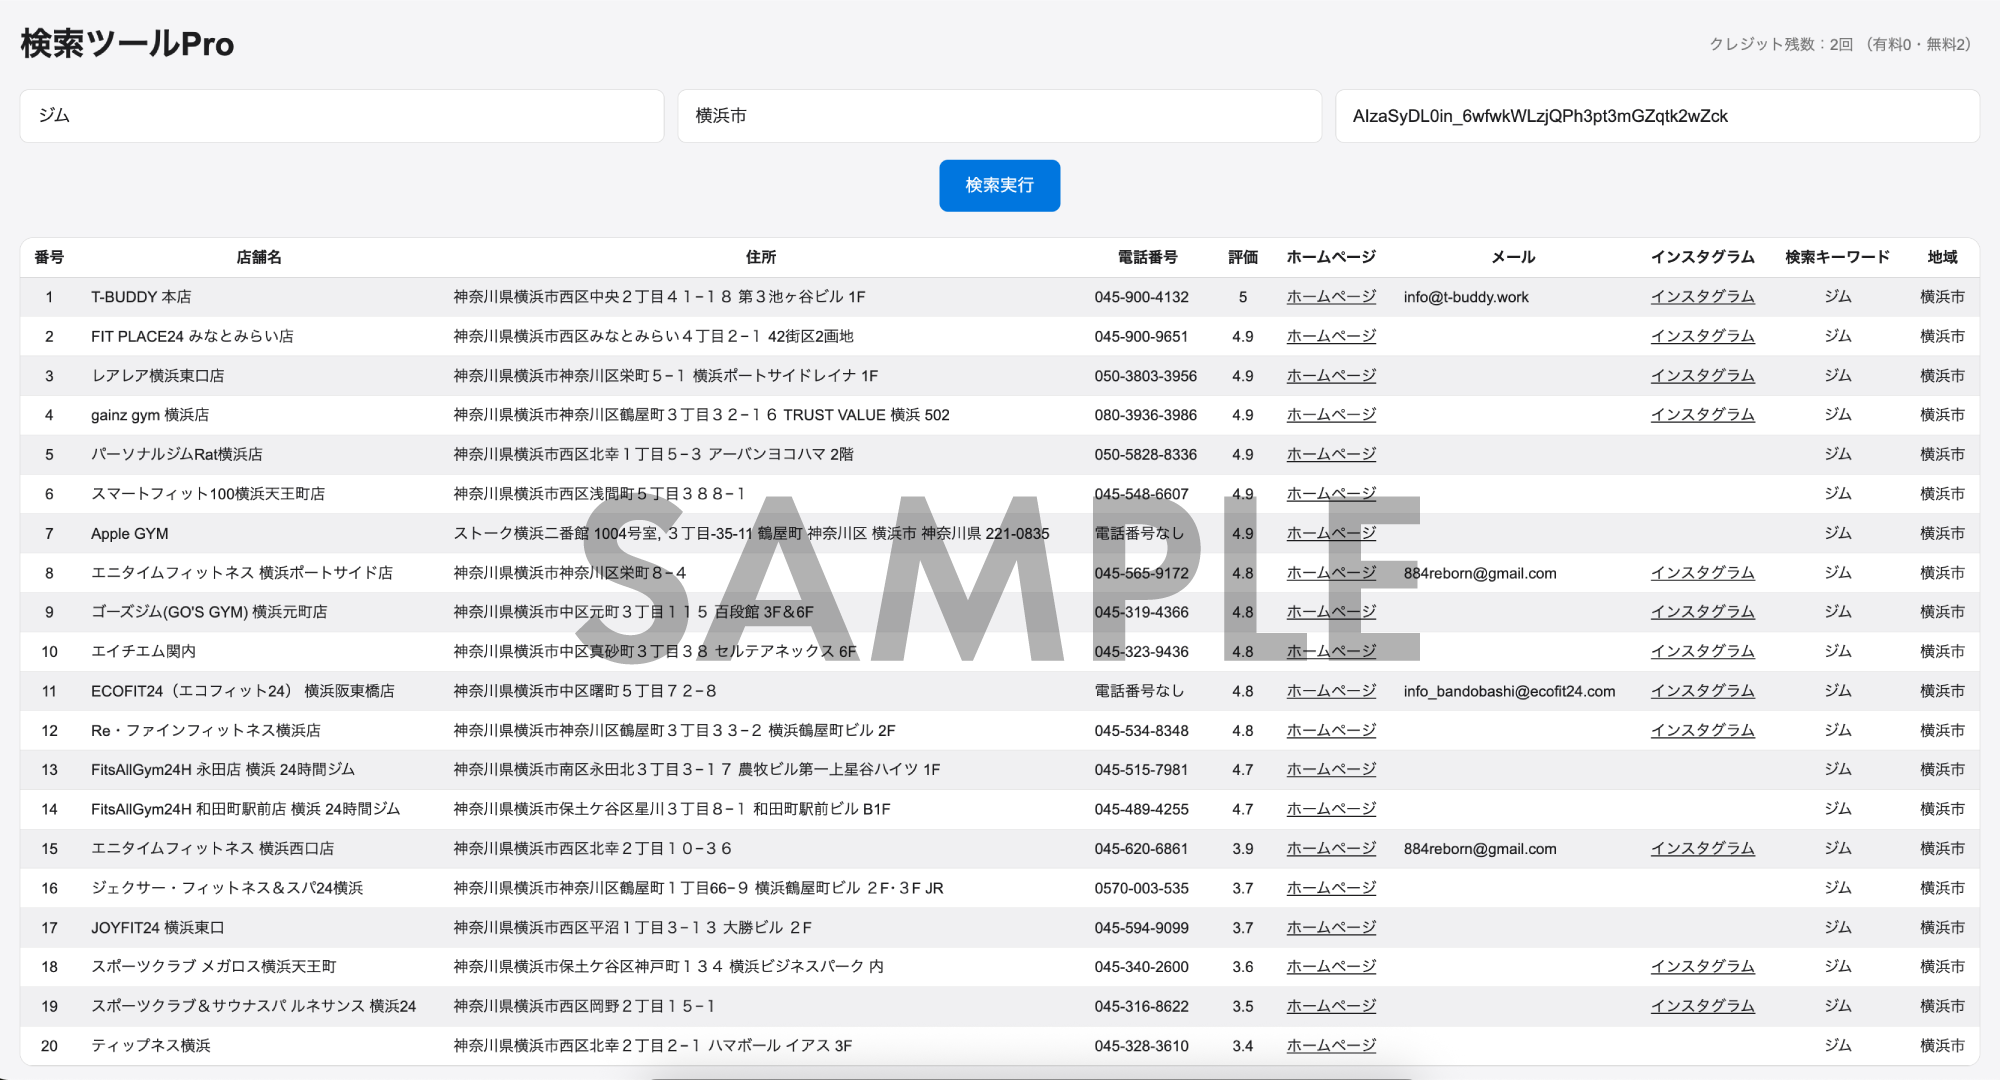 検索ツールPro
クレジット残数：2回 （有料0・無料2）
ジム 横浜市 AIzaSyDL0in_6wfwkWLzjQPh3pt3mGZqtk2wZck
検索実行
番号 店舗名 住所 電話番号 評価 ホームページ メール インスタグラム 検索キーワード 地域
1 T-BUDDY 本店 神奈川県横浜市西区中央２丁目４１−１８ 第３池ヶ谷ビル 1F 045-900-4132 5 ホームページ info@t-buddy.work インスタグラム ジム 横浜市
2 FIT PLACE24 みなとみらい店 神奈川県横浜市西区みなとみらい４丁目２−１ 42街区2画地 045-900-9651 4.9 ホームページ インスタグラム ジム 横浜市
3 レアレア横浜東口店 神奈川県横浜市神奈川区栄町５−１ 横浜ポートサイドレイナ 1F 050-3803-3956 4.9 ホームページ インスタグラム ジム 横浜市
4 gainz gym 横浜店 神奈川県横浜市神奈川区鶴屋町３丁目３２−１６ TRUST VALUE 横浜 502 080-3936-3986 4.9 ホームページ インスタグラム ジム 横浜市
5 パーソナルジムRat横浜店 神奈川県横浜市西区北幸１丁目５−３ アーバンヨコハマ 2階 050-5828-8336 4.9 ホームページ ジム 横浜市
6 スマートフィット100横浜天王町店 神奈川県横浜市西区浅間町５丁目３８８−１ 045-548-6607 4.9 ホームページ ジム 横浜市
7 Apple GYM ストーク横浜二番館 1004号室, ３丁目-35-11 鶴屋町 神奈川区 横浜市 神奈川県 221-0835 電話番号なし 4.9 ホームページ ジム 横浜市
8 エニタイムフィットネス 横浜ポートサイド店 神奈川県横浜市神奈川区栄町８−４ 045-565-9172 4.8 ホームページ 884reborn@gmail.com インスタグラム ジム 横浜市
9 ゴーズジム(GO'S GYM) 横浜元町店 神奈川県横浜市中区元町３丁目１１５ 百段館 3F＆6F 045-319-4366 4.8 ホームページ インスタグラム ジム 横浜市
10 エイチエム関内 神奈川県横浜市中区真砂町３丁目３８ セルテアネックス 6F 045-323-9436 4.8 ホームページ インスタグラム ジム 横浜市
11 ECOFIT24（エコフィット24） 横浜阪東橋店 神奈川県横浜市中区曙町５丁目７２−８ 電話番号なし 4.8 ホームページ info_bandobashi@ecofit24.com インスタグラム ジム 横浜市
12 Re・ファインフィットネス横浜店 神奈川県横浜市神奈川区鶴屋町３丁目３３−２ 横浜鶴屋町ビル 2F 045-534-8348 4.8 ホームページ インスタグラム ジム 横浜市
13 FitsAllGym24H 永田店 横浜 24時間ジム 神奈川県横浜市南区永田北３丁目３−１７ 農牧ビル第一上星谷ハイツ 1F 045-515-7981 4.7 ホームページ ジム 横浜市
14 FitsAllGym24H 和田町駅前店 横浜 24時間ジム 神奈川県横浜市保土ケ谷区星川３丁目８−１ 和田町駅前ビル B1F 045-489-4255 4.7 ホームページ ジム 横浜市
15 エニタイムフィットネス 横浜西口店 神奈川県横浜市西区北幸２丁目１０−３６ 045-620-6861 3.9 ホームページ 884reborn@gmail.com インスタグラム ジム 横浜市
16 ジェクサー・フィットネス＆スパ24横浜 神奈川県横浜市神奈川区鶴屋町１丁目66−９ 横浜鶴屋町ビル ２F･３F JR 0570-003-535 3.7 ホームページ ジム 横浜市
17 JOYFIT24 横浜東口 神奈川県横浜市西区平沼１丁目３−１３ 大勝ビル ２F 045-594-9099 3.7 ホームページ ジム 横浜市
18 スポーツクラブ メガロス横浜天王町 神奈川県横浜市保土ケ谷区神戸町１３４ 横浜ビジネスパーク 内 045-340-2600 3.6 ホームページ インスタグラム ジム 横浜市
19 スポーツクラブ＆サウナスパ ルネサンス 横浜24 神奈川県横浜市西区岡野２丁目１５−１ 045-316-8622 3.5 ホームページ インスタグラム ジム 横浜市
20 ティップネス横浜 神奈川県横浜市西区北幸２丁目２−１ ハマボール イアス 3F 045-328-3610 3.4 ホームページ ジム 横浜市
SAMPLE